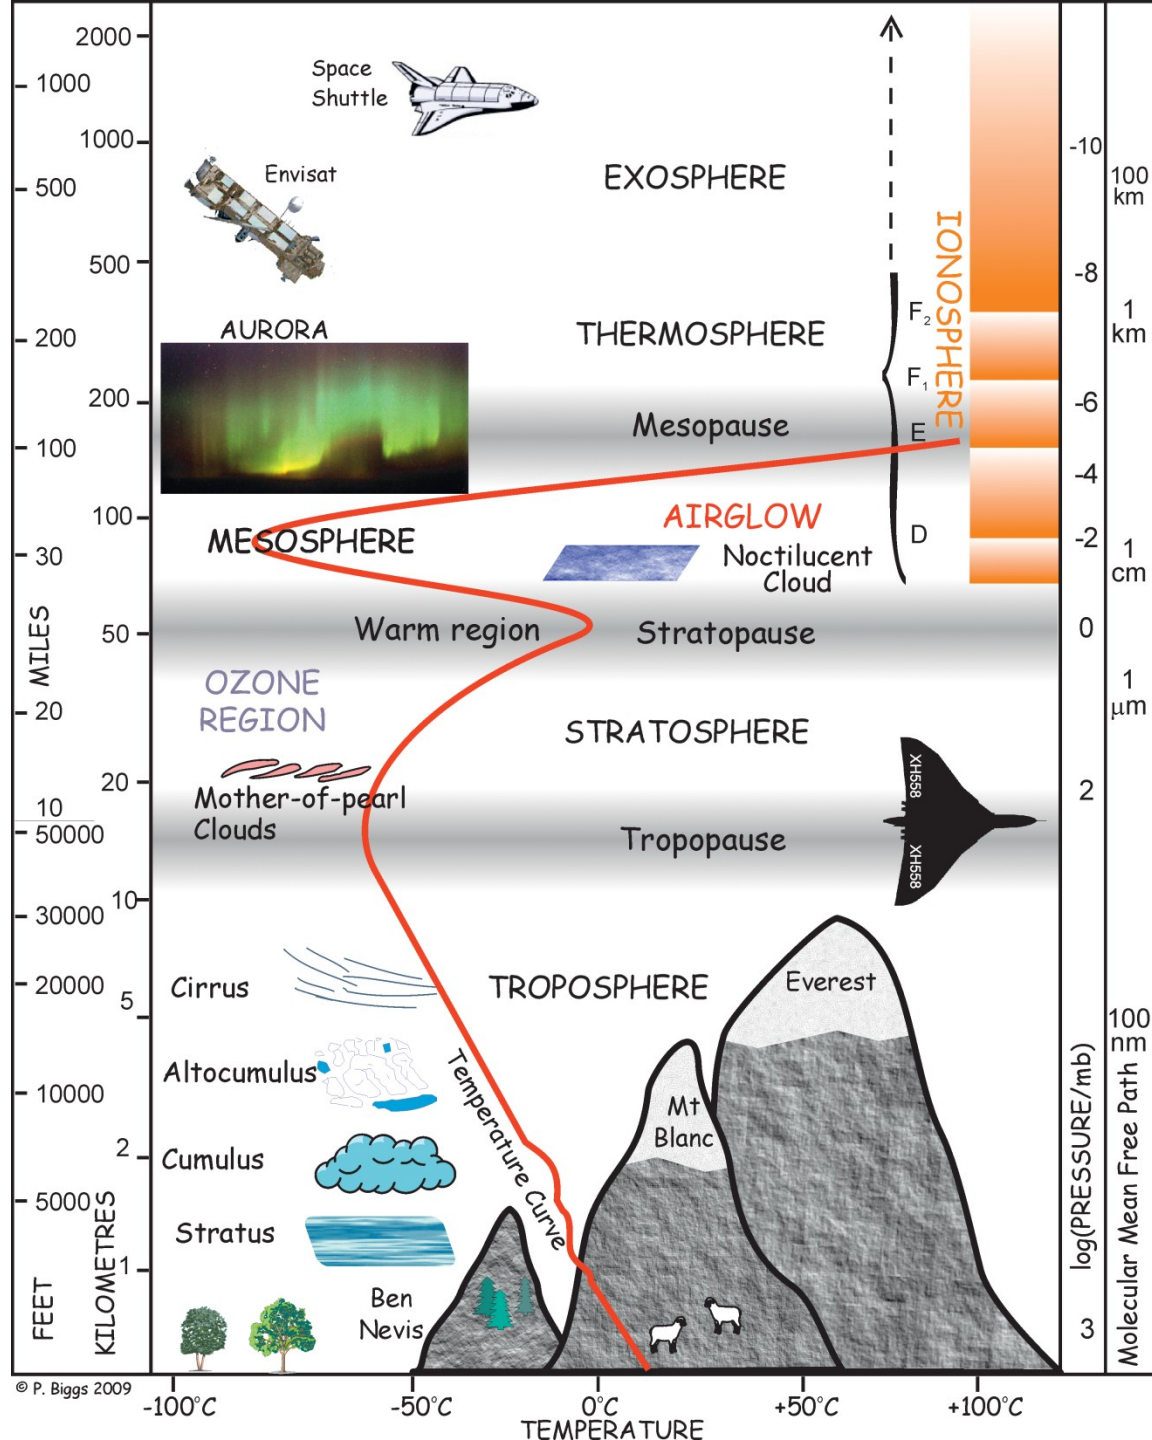 2000
1000
1000
500
500
200
200
100
100
30
50
20
20
10
50000
10
30000
20000
5
10000
2
5000
1
MILES
FEET
KILOMETRES
Space
Shuttle
Envisat
EXOSPHERE
AURORA
THERMOSPHERE
Mesopause
IONOSPHERE
F2
F1
E
D
MESOSPHERE
AIRGLOW
Noctilucent
Cloud
Warm region
Stratopause
OZONE
REGION
STRATOSPHERE
Mother-of-pearl
Clouds
Tropopause
XH558
XH558
Cirrus
TROPOSPHERE
Everest
Altocumulus
Temperature Curve
Mt
Blanc
Cumulus
Stratus
Ben
Nevis
-10
-8
-6
-4
-2
0
2
3
log(PRESSURE/mb)
100
km
1
km
1
cm
1
μm
100
nm
Molecular Mean Free Path
© P. Biggs 2009
-100°C
-50°C
0°C
+50°C
+100°C
TEMPERATURE